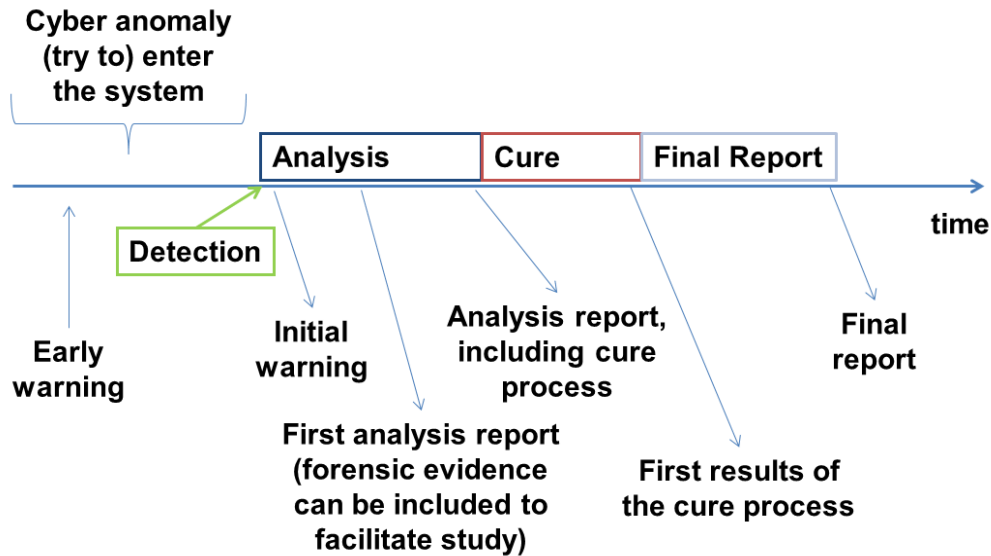 Cyber anomaly
(try to) enter
the system
Analysis
Cure
Final Report
time
Detection
Early
warning
Initial
warning
First analysis report
(forensic evidence
can be included to
facilitate study)
Analysis report,
including cure
process
First results of
the cure process
Final
report